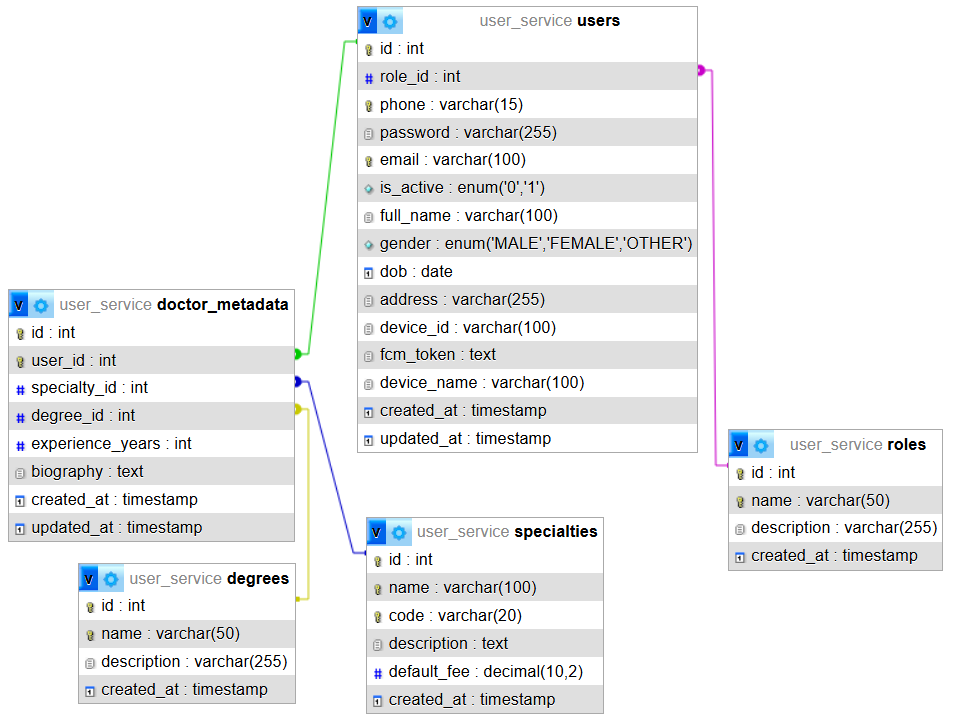 user_service users
id : int
role_id : int
phone : varchar(15)
password : varchar(255)
email : varchar(100)
is_active : enum('0','1')
full_name : varchar(100)
gender : enum('MALE','FEMALE','OTHER')
dob : date
address : varchar(255)
device_id : varchar(100)
fcm_token : text
device_name : varchar(100)
created_at : timestamp
updated_at : timestamp
user_service doctor_metadata
id : int
user_id : int
specialty_id : int
degree_id : int
experience_years : int
biography : text
created_at : timestamp
updated_at : timestamp
user_service roles
id : int
name : varchar(50)
description : varchar(255)
created_at : timestamp
user_service specialties
id : int
name : varchar(100)
code : varchar(20)
description : text
default_fee : decimal(10,2)
created_at : timestamp
user_service degrees
id : int
name : varchar(50)
description : varchar(255)
created_at : timestamp